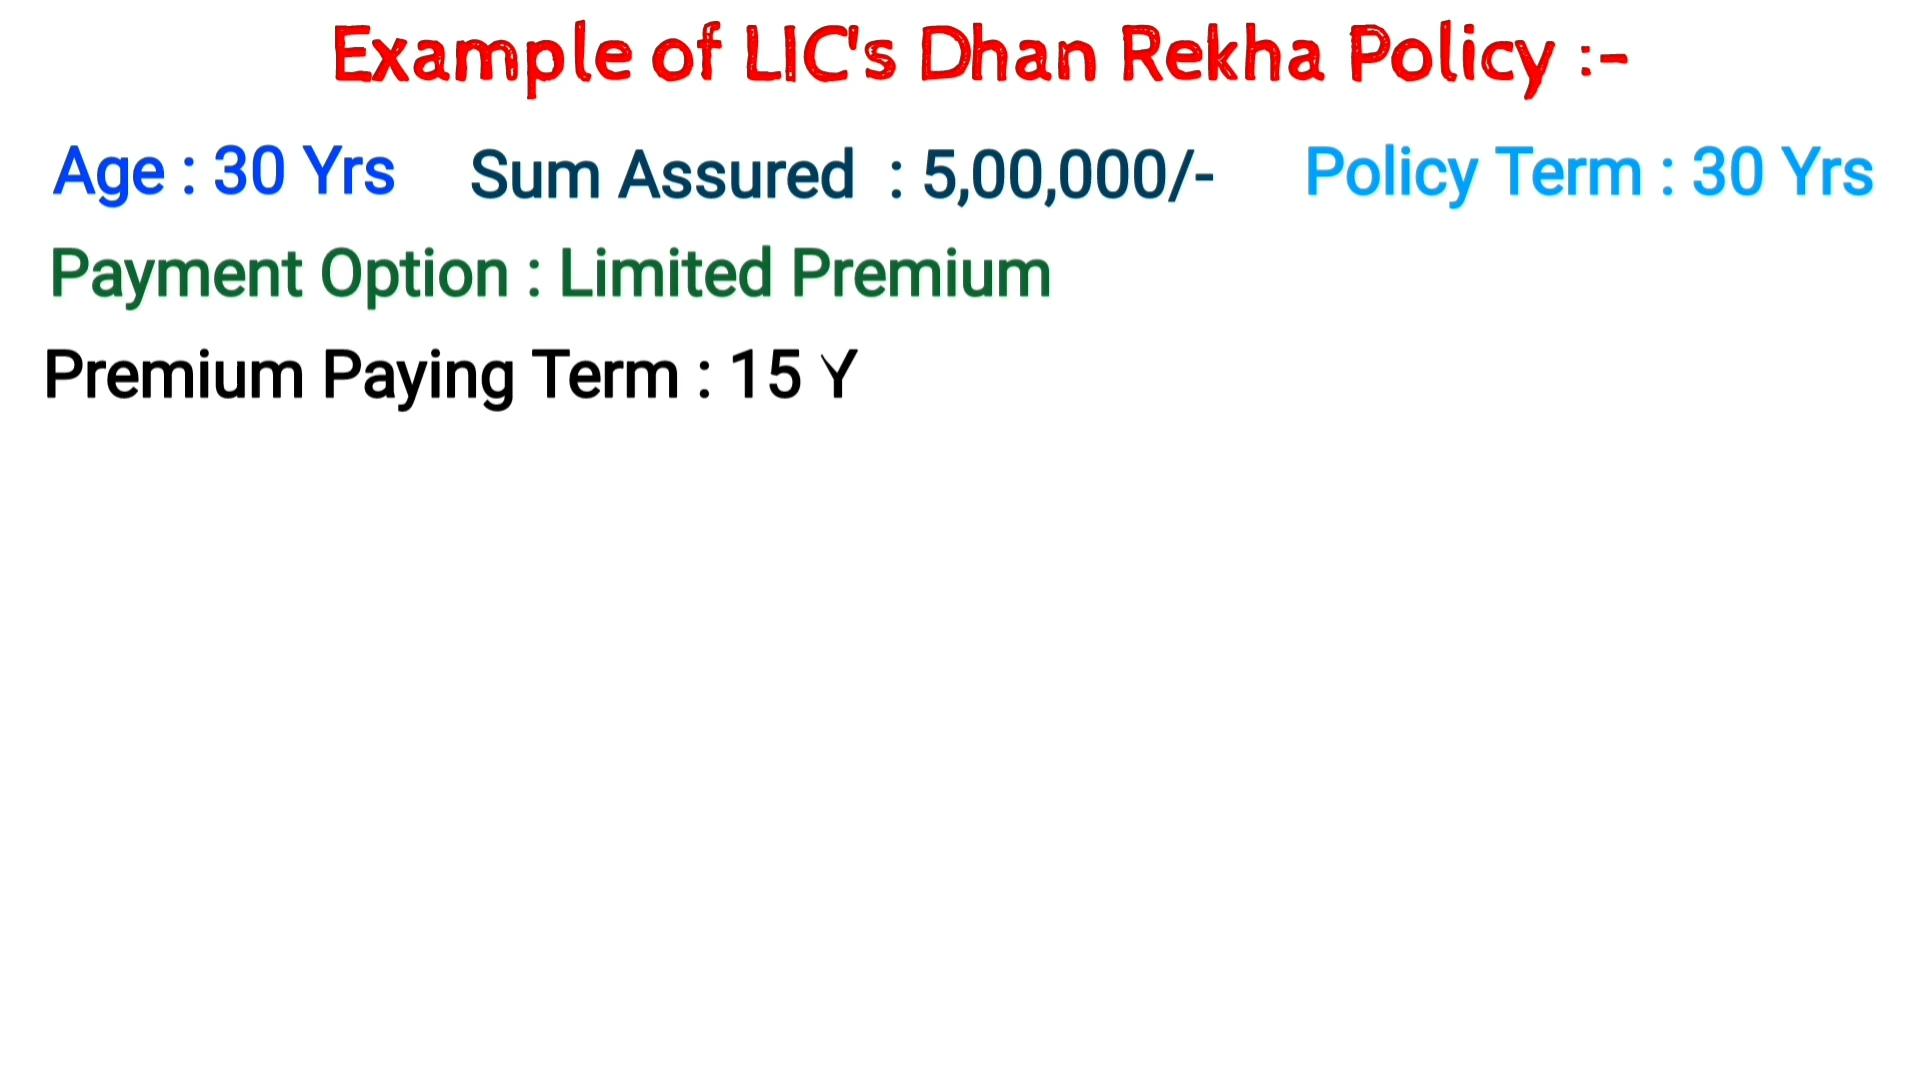 Example of LIC's Dhan Rekha Policy :-
Age : 30 Yrs Sum Assured : 5,00,000/- Policy Term : 30 Yrs
Payment Option : Limited Premium
Premium Paying Term : 15 Y